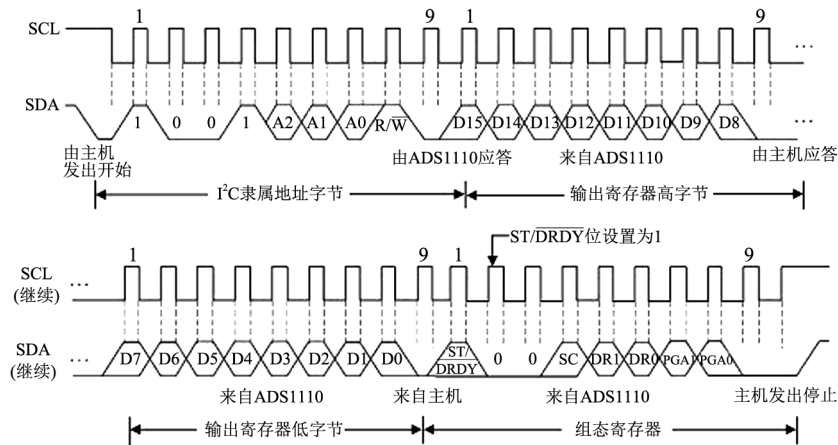 1 9 1 9
SCL ...
SDA 1 0 0 1 A2 A1 A0 R/W̅ D15 D14 D13 D12 D11 D10 D9 D8 ...
由主机
发出开始
由ADS1110应答 来自ADS1110 由主机应答
I²C隶属地址字节 输出寄存器高字节
ST/D̅R̅D̅Y̅位设置为1
1 9 1 9
SCL ...
(继续)
SDA ... D7 D6 D5 D4 D3 D2 D1 D0 ST/D̅R̅D̅Y̅ 0 0 SC DR1 DR0 PGA1 PGA0
(继续)
来自ADS1110 来自主机 来自ADS1110 主机发出停止
输出寄存器低字节 组态寄存器